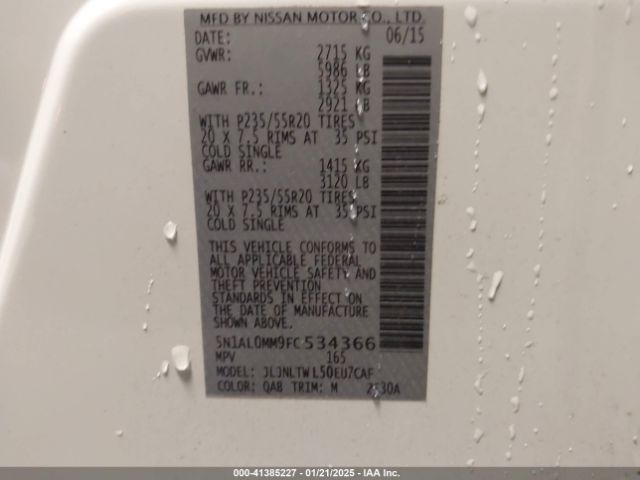 MFD BY NISSAN MOTOR CO., LTD.
DATE: 06/15
GVWR: 2715 KG
5986 LB
GAWR FR.: 1325 KG
2921 LB
WITH P235/55R20 TIRES
20 X 7.5 RIMS AT 35 PSI
COLD SINGLE
GAWR RR.: 1415 KG
3120 LB
WITH P235/55R20 TIRES
20 X 7.5 RIMS AT 35 PSI
COLD SINGLE
THIS VEHICLE CONFORMS TO
ALL APPLICABLE FEDERAL
MOTOR VEHICLE SAFETY AND
THEFT PREVENTION
STANDARDS IN EFFECT ON
THE DATE OF MANUFACTURE
SHOWN ABOVE.
5N1AL0MM9FC534366
MPV 165
MODEL: JLJNLTWL50EU7CAF
COLOR: QAB TRIM: M
000-41385227 - 01/21/2025 - IAA Inc.